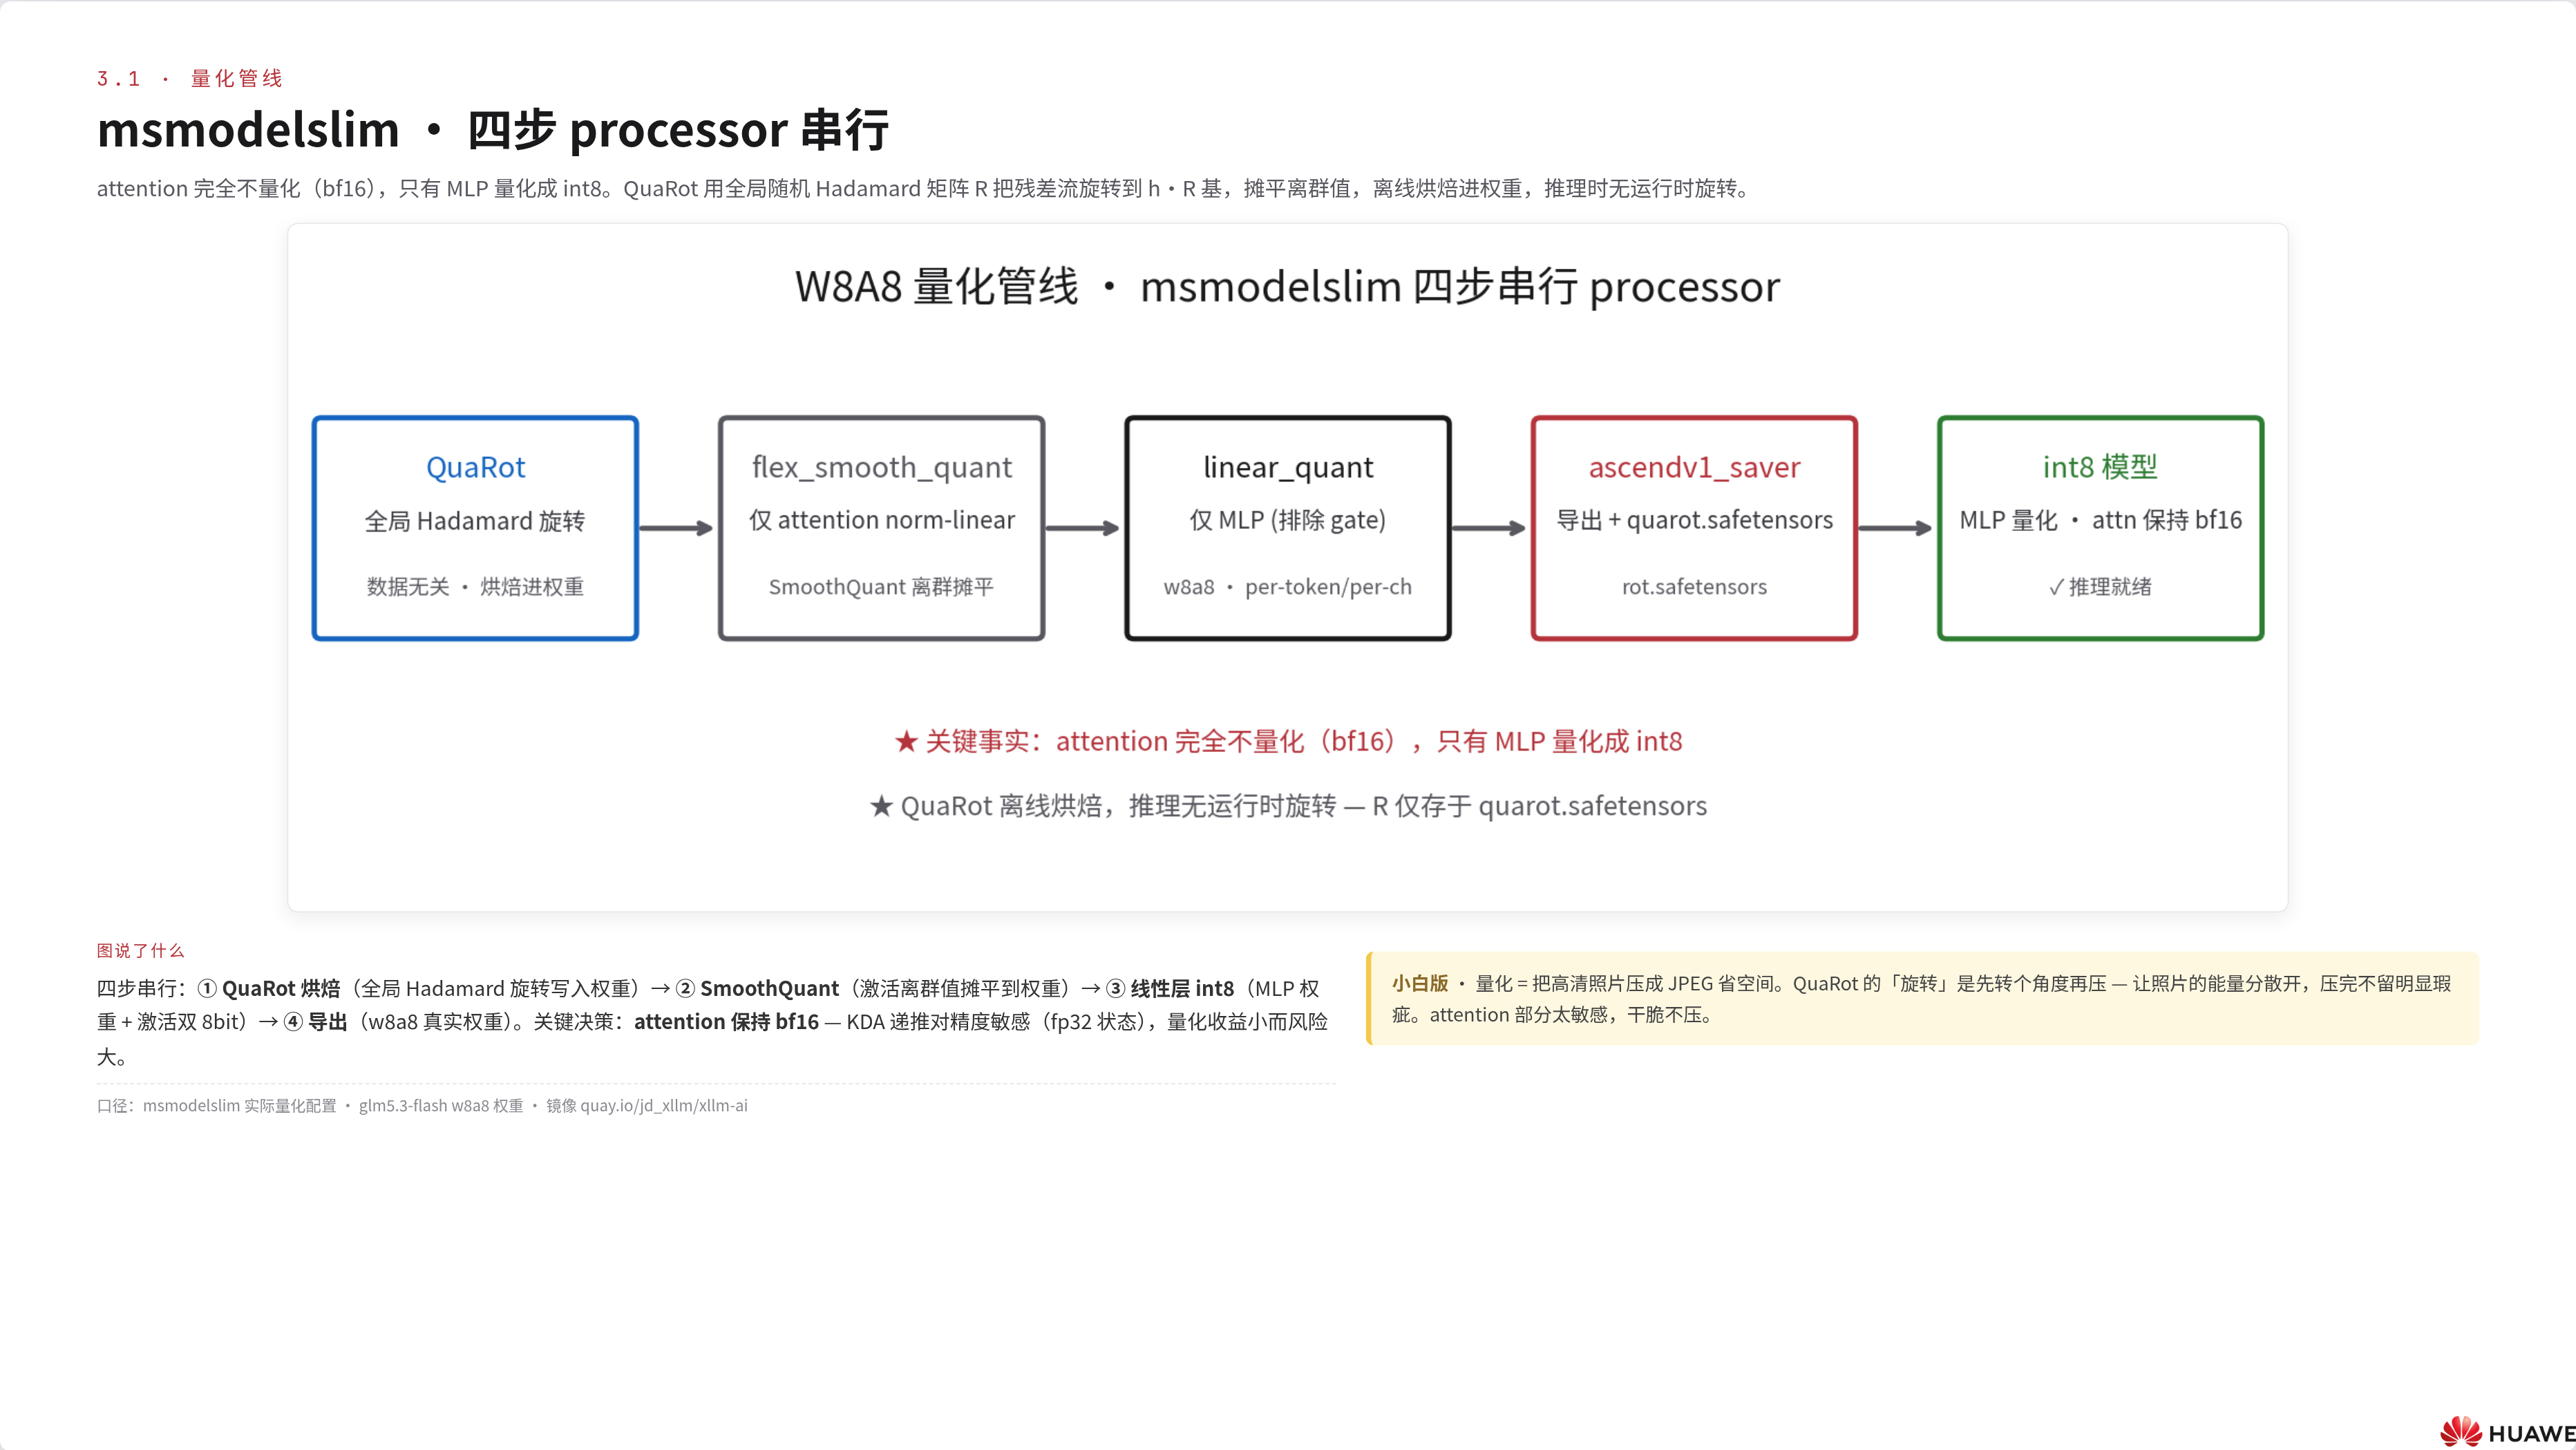 3.1 · 量化管线
msmodelslim · 四步 processor 串行
attention 完全不量化（bf16），只有 MLP 量化成 int8。QuaRot 用全局随机 Hadamard 矩阵 R 把残差流旋转到 h·R 基，摊平离群值，离线烘焙进权重，推理时无运行时旋转。
W8A8 量化管线 · msmodelslim 四步串行 processor
QuaRot
全局 Hadamard 旋转
数据无关 · 烘焙进权重
flex_smooth_quant
仅 attention norm-linear
SmoothQuant 离群摊平
linear_quant
仅 MLP (排除 gate)
w8a8 · per-token/per-ch
ascendv1_saver
导出 + quarot.safetensors
rot.safetensors
int8 模型
MLP 量化 · attn 保持 bf16
✓ 推理就绪
★ 关键事实：attention 完全不量化（bf16），只有 MLP 量化成 int8
★ QuaRot 离线烘焙，推理无运行时旋转 — R 仅存于 quarot.safetensors
图说了什么
四步串行：① QuaRot 烘焙（全局 Hadamard 旋转写入权重）→ ② SmoothQuant（激活离群值摊平到权重）→ ③ 线性层 int8（MLP 权
重 + 激活双 8bit）→ ④ 导出（w8a8 真实权重）。关键决策：attention 保持 bf16 — KDA 递推对精度敏感（fp32 状态），量化收益小而风险
大。
口径：msmodelslim 实际量化配置 · glm5.3-flash w8a8 权重 · 镜像 quay.io/jd_xllm/xllm-ai
小白版 · 量化 = 把高清照片压成 JPEG 省空间。QuaRot 的「旋转」是先转个角度再压 — 让照片的能量分散开，压完不留明显瑕
疵。attention 部分太敏感，干脆不压。
HUAWE